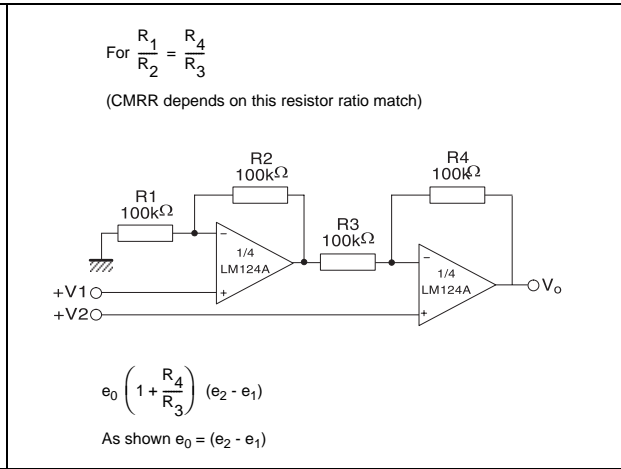 For R1/R2 = R4/R3
(CMRR depends on this resistor ratio match)
R2
100kΩ
R4
100kΩ
R1
100kΩ
R3
100kΩ
1/4
LM124A
1/4
LM124A
+V1
+V2
Vo
e0 (1 + R4/R3) (e2 - e1)
As shown e0 = (e2 - e1)